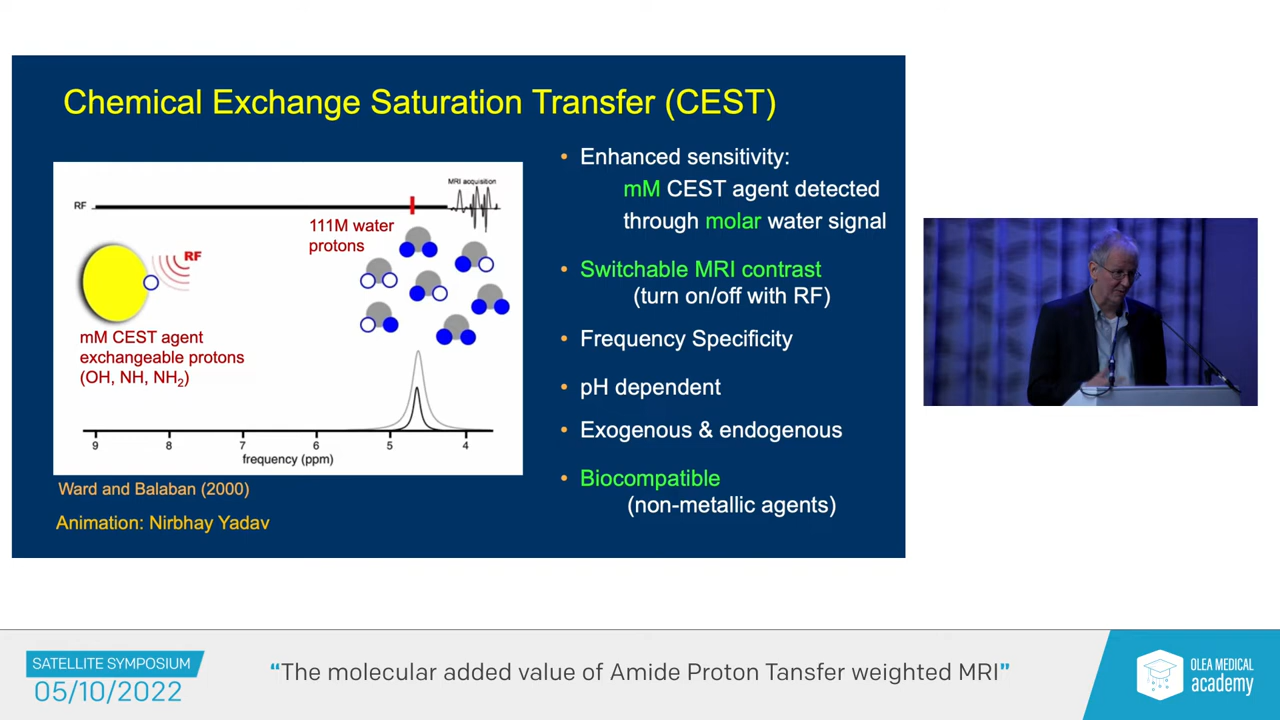 Chemical Exchange Saturation Transfer (CEST)
MRI acquisition
RF
111M water
protons
RF
mM CEST agent
exchangeable protons
(OH, NH, NH₂)
9 8 7 6 5 4
frequency (ppm)
Ward and Balaban (2000)
Animation: Nirbhay Yadav
• Enhanced sensitivity:
mM CEST agent detected
through molar water signal
• Switchable MRI contrast
(turn on/off with RF)
• Frequency Specificity
• pH dependent
• Exogenous & endogenous
• Biocompatible
(non-metallic agents)
SATELLITE SYMPOSIUM
05/10/2022
“The molecular added value of Amide Proton Tansfer weighted MRI”
OLEA MEDICAL
academy